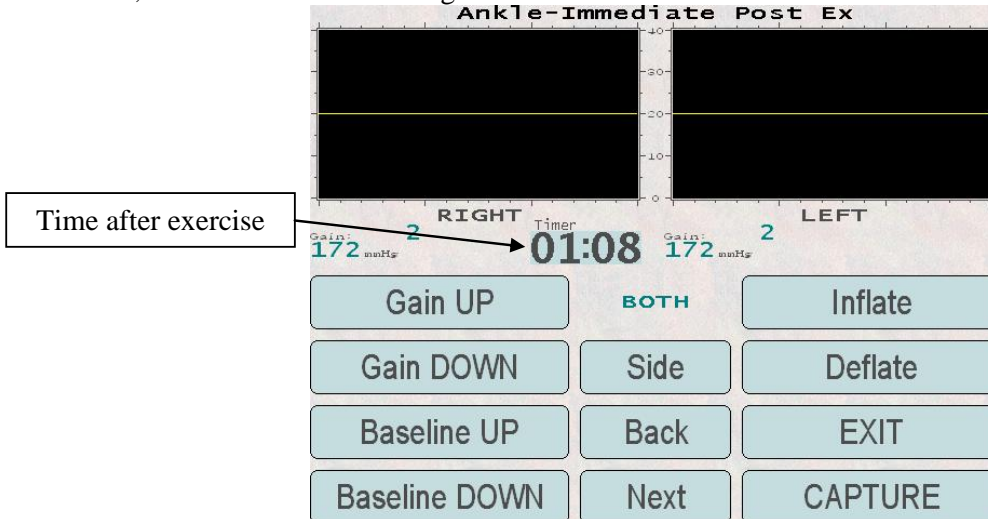 Ankle-Immediate Post Ex
40
30
20
10
0
Time after exercise
RIGHT
Timer
LEFT
Gain: 2
01:08
Gain: 2
172 mmHg
172 mmHg
Gain UP
BOTH
Inflate
Gain DOWN
Side
Deflate
Baseline UP
Back
EXIT
Baseline DOWN
Next
CAPTURE